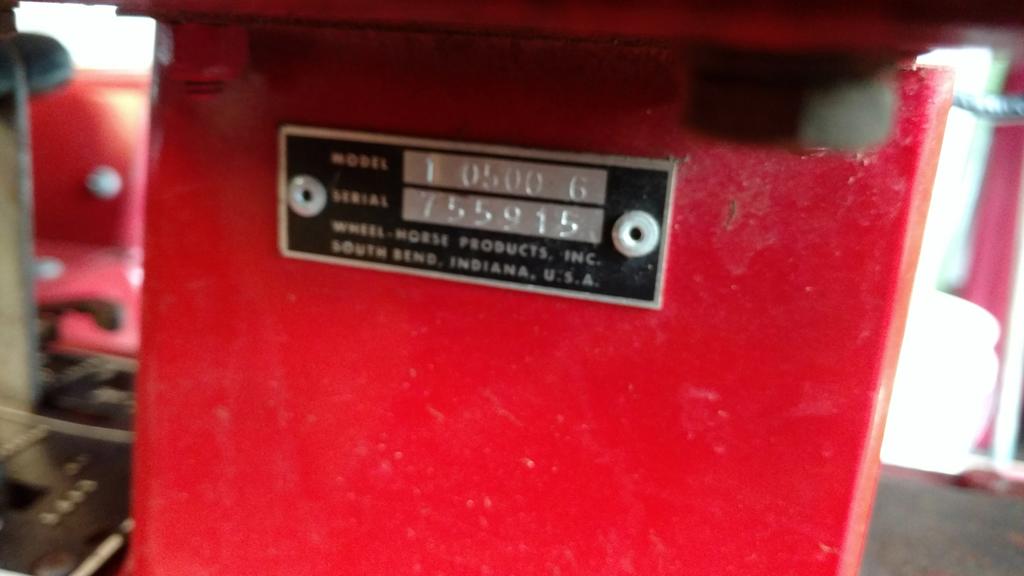 MODEL 1 0500 6
SERIAL 755915
WHEEL-HORSE PRODUCTS, INC.
SOUTH BEND, INDIANA, U.S.A.